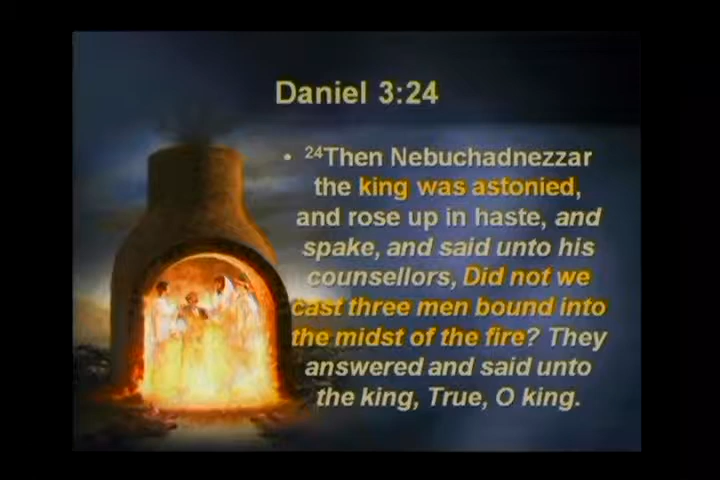 Daniel 3:24
• 24Then Nebuchadnezzar
the king was astonied,
and rose up in haste, and
spake, and said unto his
counsellors, Did not we
cast three men bound into
the midst of the fire? They
answered and said unto
the king, True, O king.